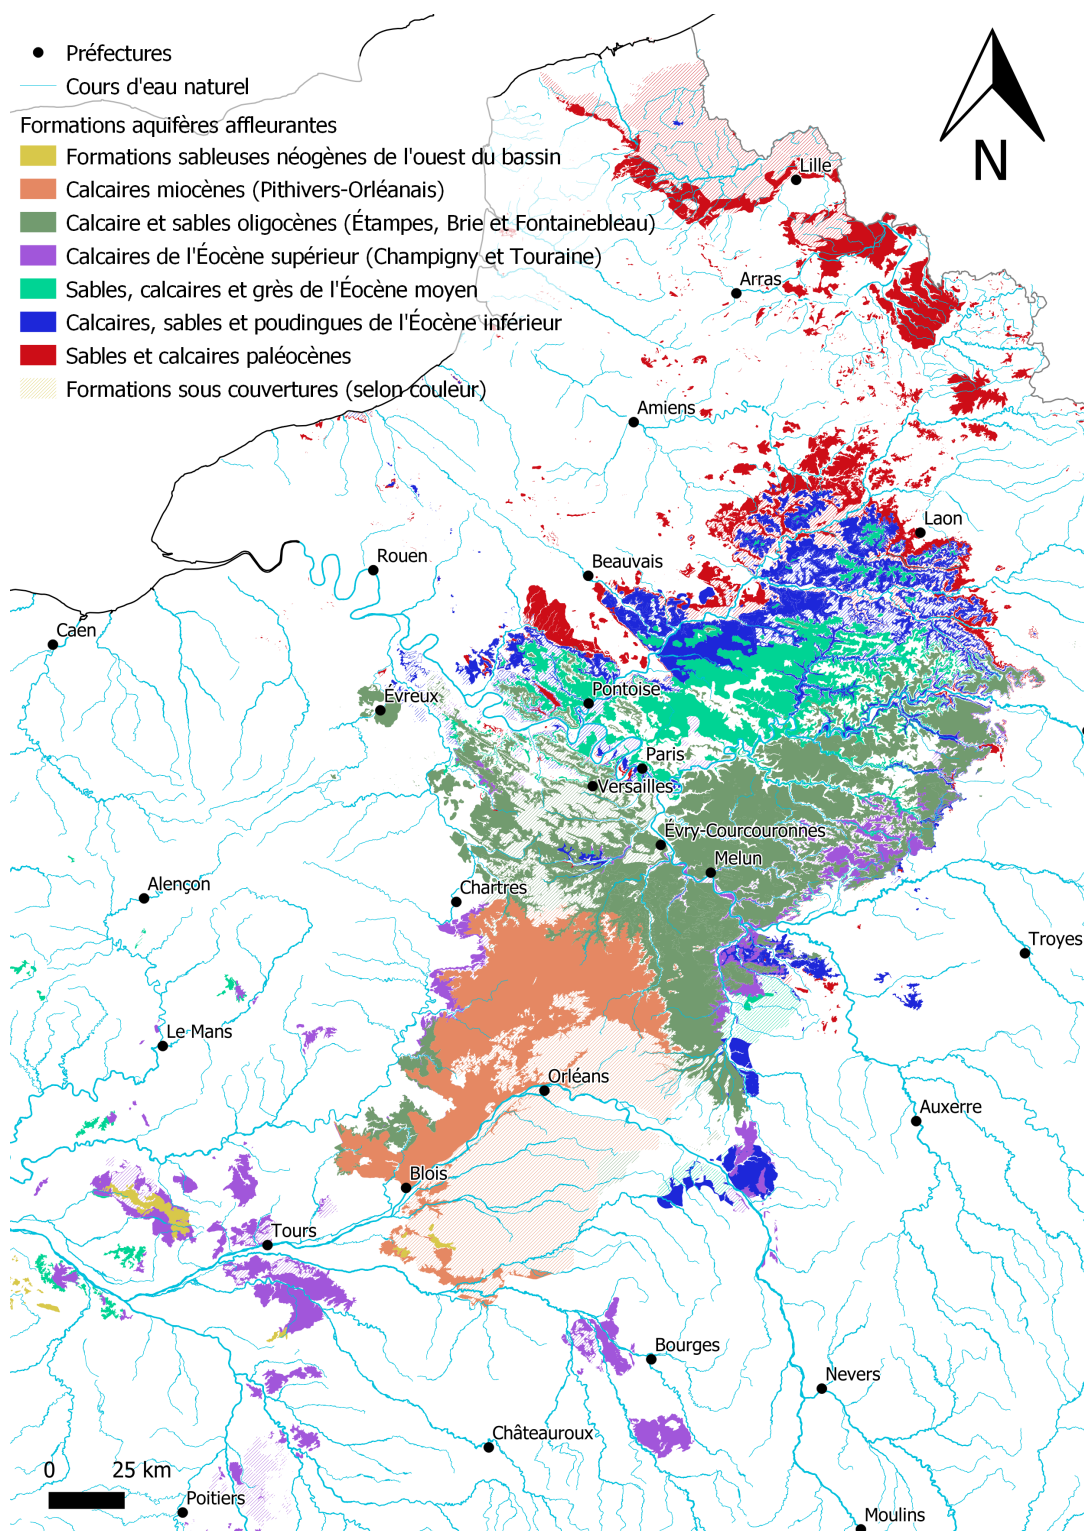 Préfectures
Cours d'eau naturel
Formations aquifères affleurantes
Formations sableuses néogènes de l'ouest du bassin
Calcaires miocènes (Pithivers-Orléanais)
Calcaire et sables oligocènes (Étampes, Brie et Fontainebleau)
Calcaires de l'Éocène supérieur (Champigny et Touraine)
Sables, calcaires et grès de l'Éocène moyen
Calcaires, sables et poudingues de l'Éocène inférieur
Sables et calcaires paléocènes
Formations sous couvertures (selon couleur)
N
Lille
Arras
Amiens
Laon
Rouen
Beauvais
Caen
Évreux
Pontoise
Paris
Versailles
Évry-Courcouronnes
Melun
Alençon
Chartres
Troyes
Le Mans
Orléans
Auxerre
Blois
Tours
Bourges
Nevers
Châteauroux
0 25 km
Poitiers
Moulins